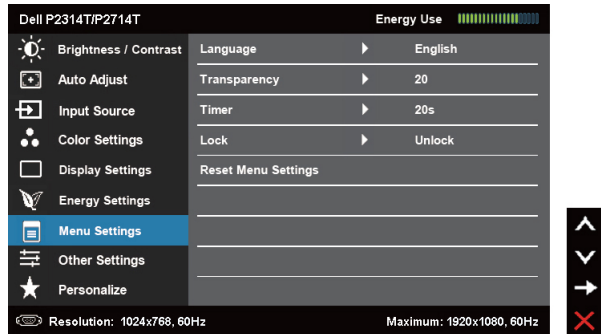 Dell P2314T/P2714T Energy Use
Brightness / Contrast
Auto Adjust
Input Source
Color Settings
Display Settings
Energy Settings
Menu Settings
Other Settings
Personalize
Language English
Transparency 20
Timer 20s
Lock Unlock
Reset Menu Settings
Resolution: 1024x768, 60Hz Maximum: 1920x1080, 60Hz